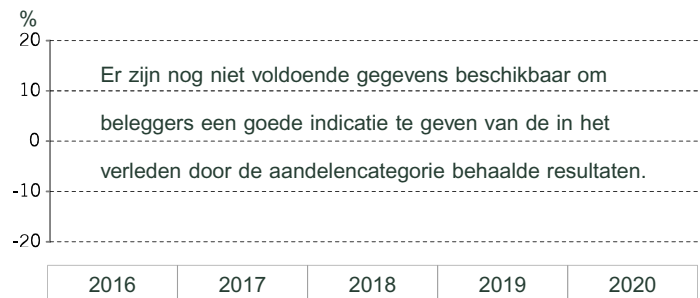 %
20
Er zijn nog niet voldoende gegevens beschikbaar om
10
beleggers een goede indicatie te geven van de in het
0
verleden door de aandelencategorie behaalde resultaten.
-10
-20
2016 2017 2018 2019 2020